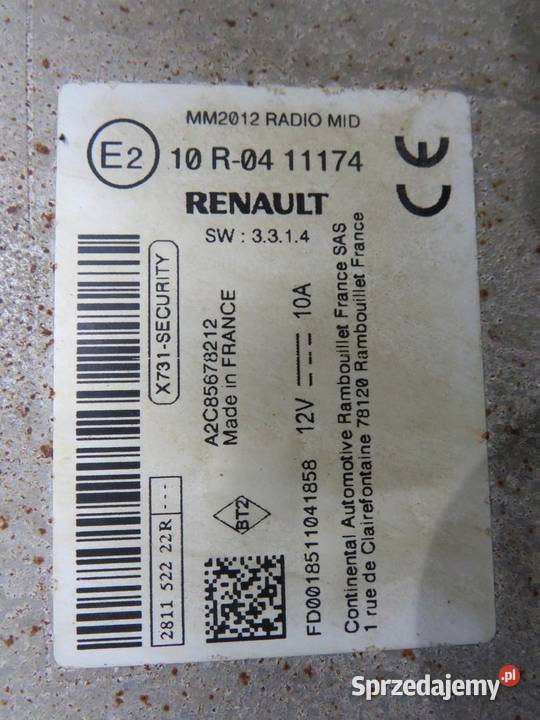 MM2012 RADIO MID
E2
10 R-04 11174
RENAULT
SW : 3.3.1.4
X731-SECURITY
A2C85678212
Made in FRANCE
12V 10A
2811 522 22R ---
BT2
FD0018511041858
Continental Automotive Rambouillet France SAS
1 rue de Clairefontaine 78120 Rambouillet France
CE
Sprzedajemy.pl